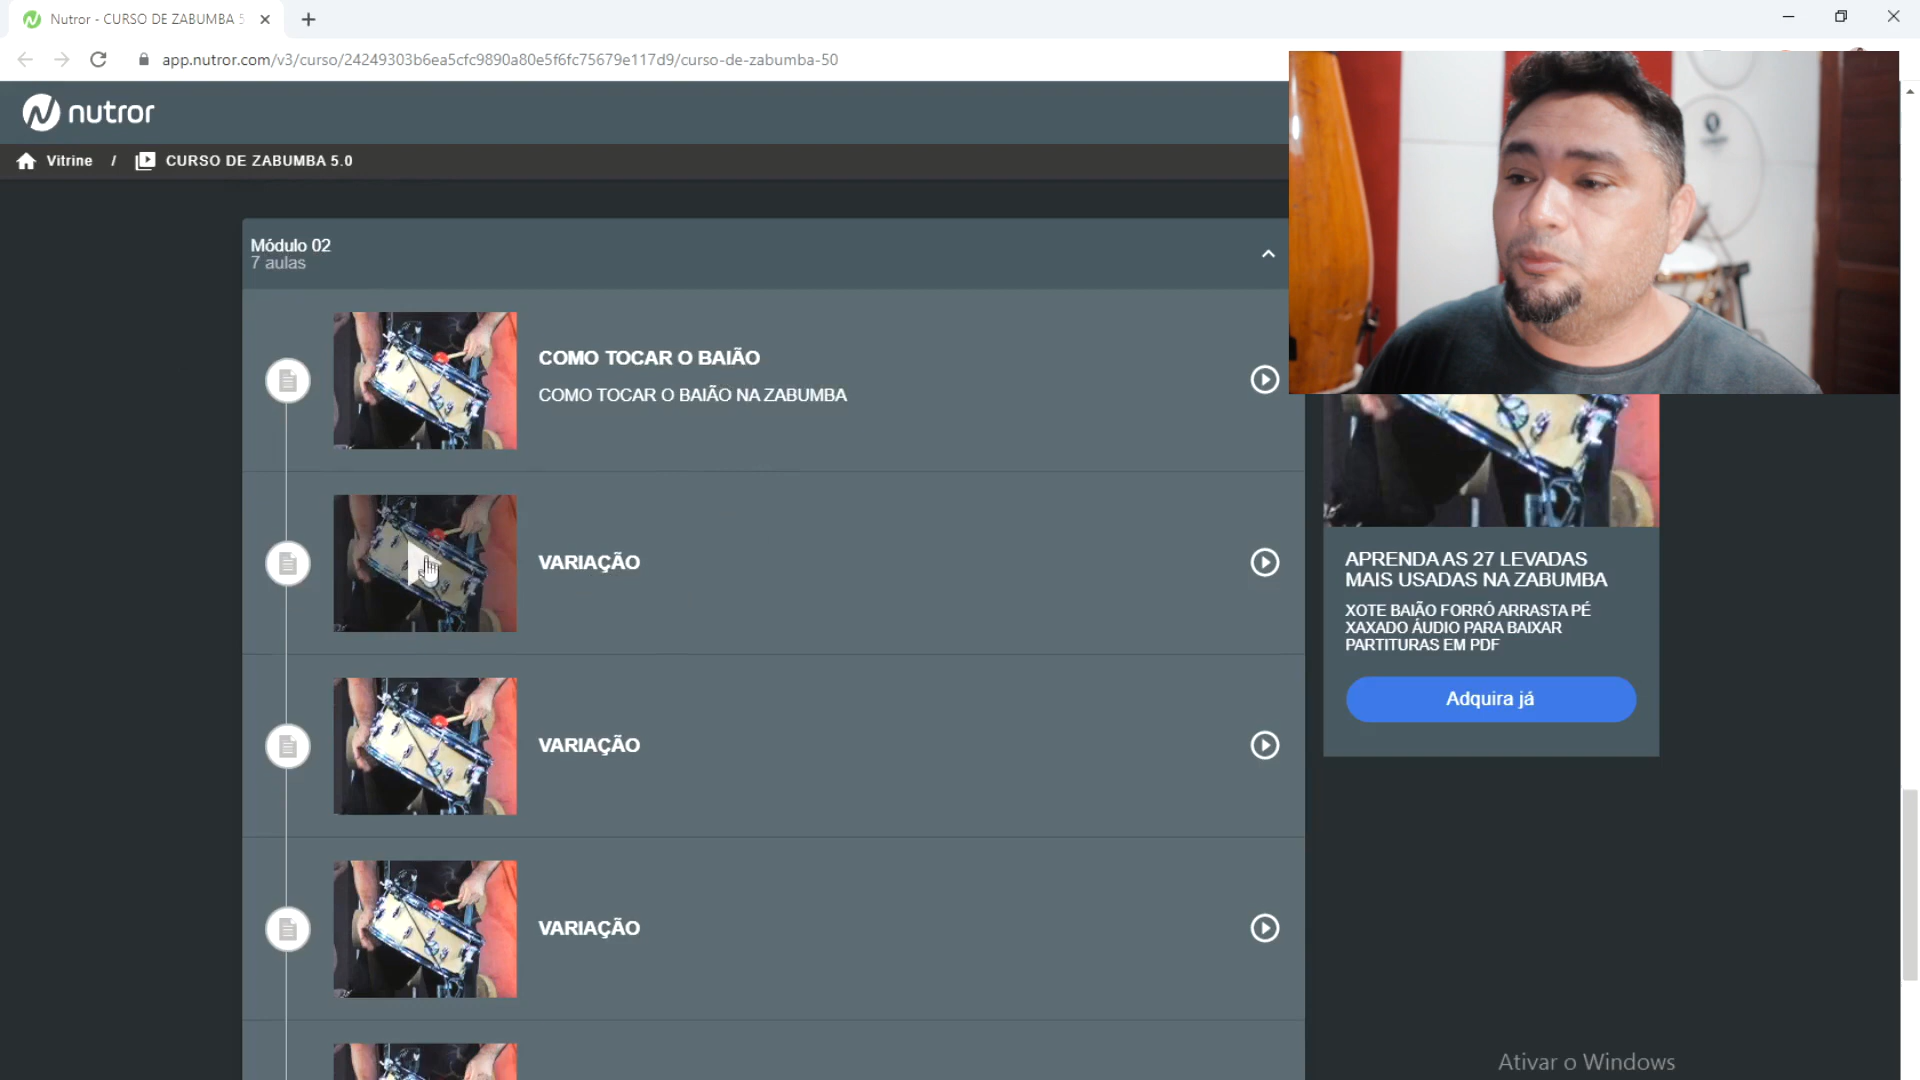 Nutror - CURSO DE ZABUMBA 5
app.nutror.com/v3/curso/24249303b6ea5cfc9890a80e5f6fc75679e117d9/curso-de-zabumba-50
nutror
Vitrine / CURSO DE ZABUMBA 5.0
Módulo 02
7 aulas
COMO TOCAR O BAIÃO
COMO TOCAR O BAIÃO NA ZABUMBA
VARIAÇÃO
VARIAÇÃO
VARIAÇÃO
APRENDA AS 27 LEVADAS
MAIS USADAS NA ZABUMBA
XOTE BAIÃO FORRÓ ARRASTA PÉ
XAXADO ÁUDIO PARA BAIXAR
PARTITURAS EM PDF
Adquira já
Ativar o Windows